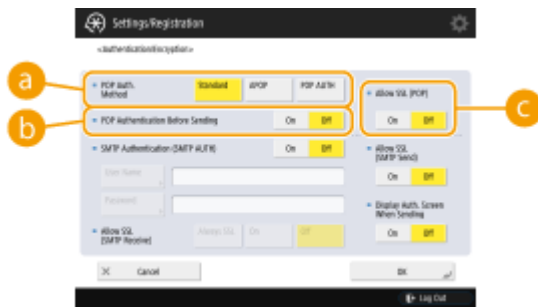 Settings/Registration
<Authentication/Encryption>
a
POP Auth.
Method
Standard
APOP
POP AUTH
Allow SSL (POP)
On
Off
c
b
POP Authentication Before Sending
On
Off
SMTP Authentication (SMTP AUTH)
On
Off
Allow SSL
(SMTP Send)
On
Off
User Name
Password
Display Auth. Screen
When Sending
On
Off
Allow SSL
(SMTP Receive)
Always SSL
On
Off
× Cancel
OK
Log Out